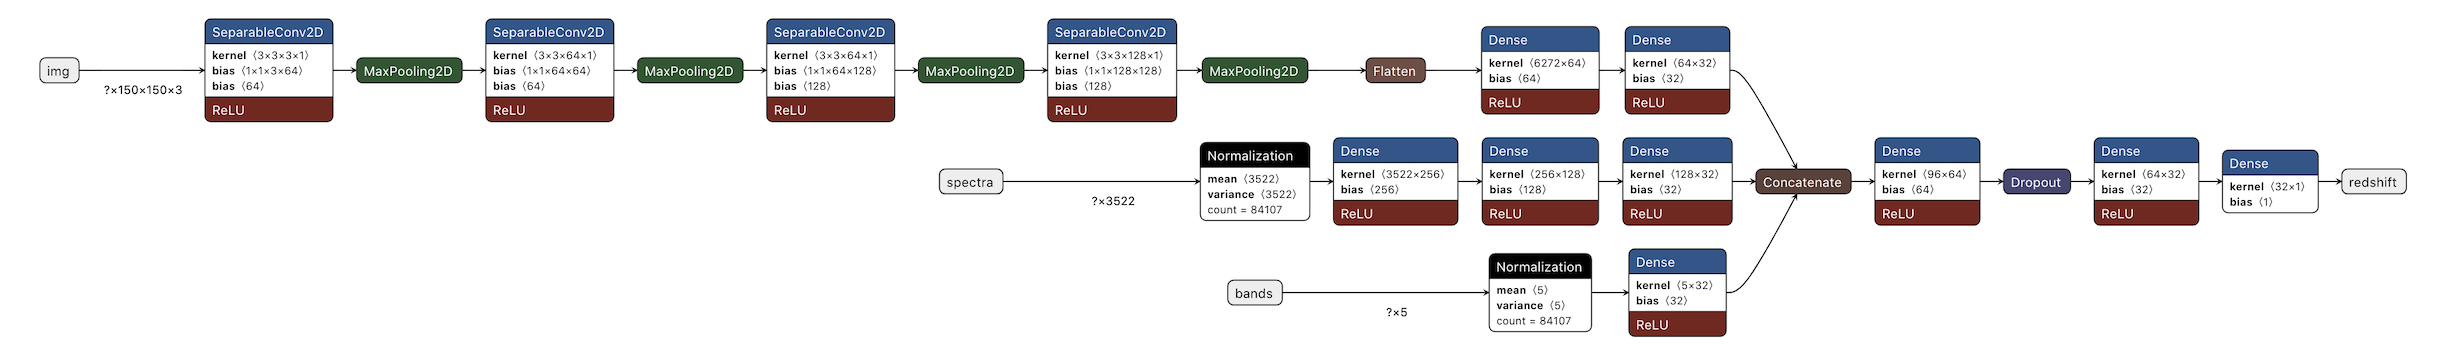 img
?×150×150×3
SeparableConv2D
kernel ⟨3×3×3×1⟩
bias ⟨1×1×3×64⟩
bias ⟨64⟩
ReLU
MaxPooling2D
SeparableConv2D
kernel ⟨3×3×64×1⟩
bias ⟨1×1×64×64⟩
bias ⟨64⟩
ReLU
MaxPooling2D
SeparableConv2D
kernel ⟨3×3×64×1⟩
bias ⟨1×1×64×128⟩
bias ⟨128⟩
ReLU
MaxPooling2D
SeparableConv2D
kernel ⟨3×3×128×1⟩
bias ⟨1×1×128×128⟩
bias ⟨128⟩
ReLU
MaxPooling2D
Flatten
Dense
kernel ⟨6272×64⟩
bias ⟨64⟩
ReLU
Dense
kernel ⟨64×32⟩
bias ⟨32⟩
ReLU
spectra
?×3522
Normalization
mean ⟨3522⟩
variance ⟨3522⟩
count = 84107
Dense
kernel ⟨3522×256⟩
bias ⟨256⟩
ReLU
Dense
kernel ⟨256×128⟩
bias ⟨128⟩
ReLU
Dense
kernel ⟨128×32⟩
bias ⟨32⟩
ReLU
Concatenate
Dense
kernel ⟨96×64⟩
bias ⟨64⟩
ReLU
Dropout
Dense
kernel ⟨64×32⟩
bias ⟨32⟩
ReLU
Dense
kernel ⟨32×1⟩
bias ⟨1⟩
redshift
bands
?×5
Normalization
mean ⟨5⟩
variance ⟨5⟩
count = 84107
Dense
kernel ⟨5×32⟩
bias ⟨32⟩
ReLU